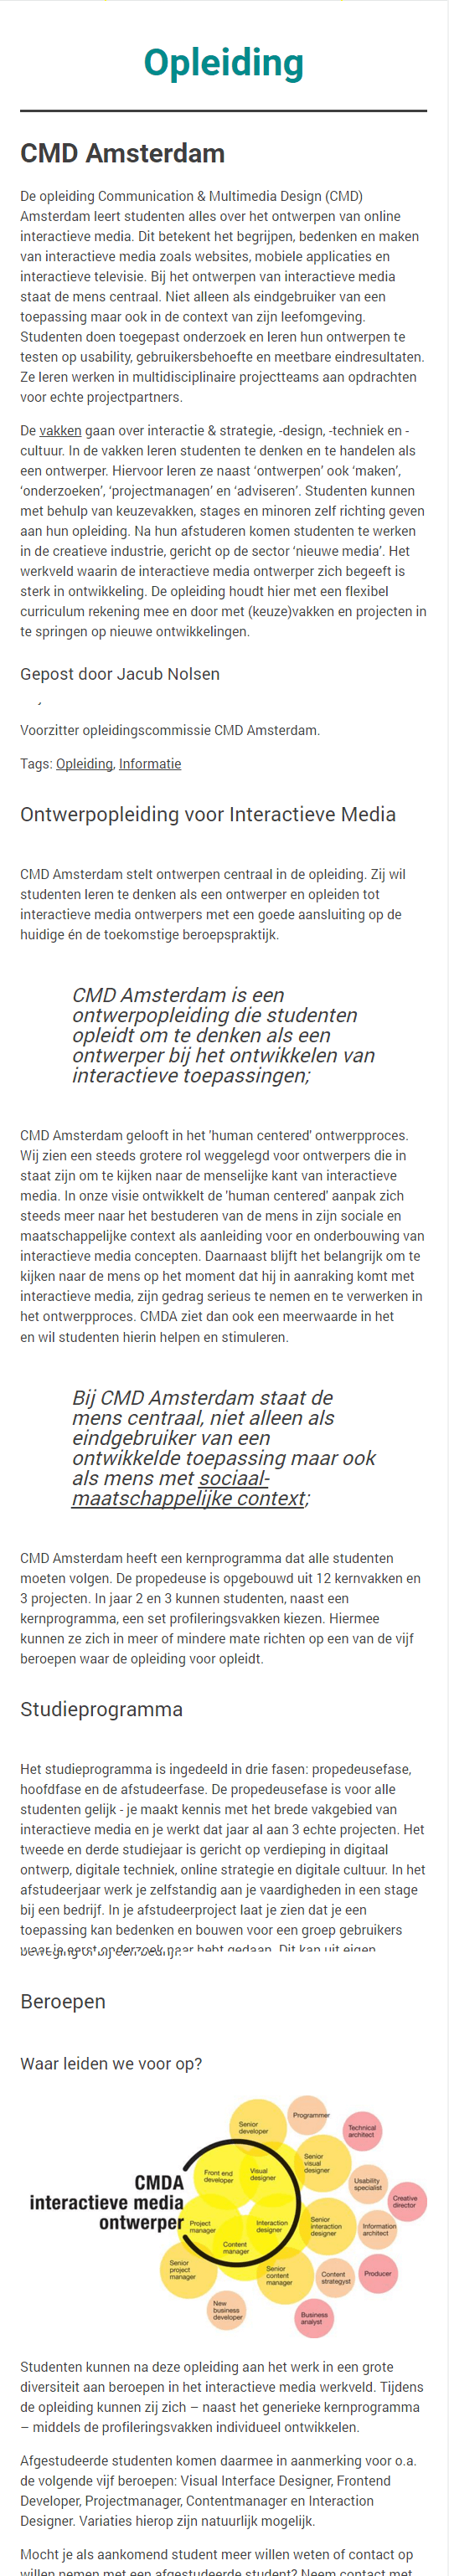 Opleiding
CMD Amsterdam
De opleiding Communication & Multimedia Design (CMD)
Amsterdam leert studenten alles over het ontwerpen van online
interactieve media. Dit betekent het begrijpen, bedenken en maken
van interactieve media zoals websites, mobiele applicaties en
interactieve televisie. Bij het ontwerpen van interactieve media
staat de mens centraal. Niet alleen als eindgebruiker van een
toepassing maar ook in de context van zijn leefomgeving.
Studenten doen toegepast onderzoek en leren hun ontwerpen te
testen op usability, gebruikersbehoefte en meetbare eindresultaten.
Ze leren werken in multidisciplinaire projectteams aan opdrachten
voor echte projectpartners.
De vakken gaan over interactie & strategie, -design, -techniek en -
cultuur. In de vakken leren studenten te denken en te handelen als
een ontwerper. Hiervoor leren ze naast ‘ontwerpen’ ook ‘maken’,
‘onderzoeken’, ‘projectmanagen’ en ‘adviseren’. Studenten kunnen
met behulp van keuzevakken, stages en minoren zelf richting geven
aan hun opleiding. Na hun afstuderen komen studenten te werken
in de creatieve industrie, gericht op de sector ‘nieuwe media’. Het
werkveld waarin de interactieve media ontwerper zich begeeft is
sterk in ontwikkeling. De opleiding houdt hier met een flexibel
curriculum rekening mee en door met (keuze)vakken en projecten in
te springen op nieuwe ontwikkelingen.
Gepost door Jacub Nolsen
Voorzitter opleidingscommissie CMD Amsterdam.
Tags: Opleiding, Informatie
Ontwerpopleiding voor Interactieve Media
CMD Amsterdam stelt ontwerpen centraal in de opleiding. Zij wil
studenten leren te denken als een ontwerper en opleiden tot
interactieve media ontwerpers met een goede aansluiting op de
huidige én de toekomstige beroepspraktijk.
CMD Amsterdam is een
ontwerpopleiding die studenten
opleidt om te denken als een
ontwerper bij het ontwikkelen van
interactieve toepassingen;
CMD Amsterdam gelooft in het 'human centered' ontwerpproces.
Wij zien een steeds grotere rol weggelegd voor ontwerpers die in
staat zijn om te kijken naar de menselijke kant van interactieve
media. In onze visie ontwikkelt de 'human centered' aanpak zich
steeds meer naar het bestuderen van de mens in zijn sociale en
maatschappelijke context als aanleiding voor en onderbouwing van
interactieve media concepten. Daarnaast blijft het belangrijk om te
kijken naar de mens op het moment dat hij in aanraking komt met
interactieve media, zijn gedrag serieus te nemen en te verwerken in
het ontwerpproces. CMDA ziet dan ook een meerwaarde in het
en wil studenten hierin helpen en stimuleren.
Bij CMD Amsterdam staat de
mens centraal, niet alleen als
eindgebruiker van een
ontwikkelde toepassing maar ook
als mens met sociaal-
maatschappelijke context;
CMD Amsterdam heeft een kernprogramma dat alle studenten
moeten volgen. De propedeuse is opgebouwd uit 12 kernvakken en
3 projecten. In jaar 2 en 3 kunnen studenten, naast een
kernprogramma, een set profileringsvakken kiezen. Hiermee
kunnen ze zich in meer of mindere mate richten op een van de vijf
beroepen waar de opleiding voor opleidt.
Studieprogramma
Het studieprogramma is ingedeeld in drie fasen: propedeusefase,
hoofdfase en de afstudeerfase. De propedeusefase is voor alle
studenten gelijk - je maakt kennis met het brede vakgebied van
interactieve media en je werkt dat jaar al aan 3 echte projecten. Het
tweede en derde studiejaar is gericht op verdieping in digitaal
ontwerp, digitale techniek, online strategie en digitale cultuur. In het
afstudeerjaar werk je zelfstandig aan je vaardigheden in een stage
bij een bedrijf. In je afstudeerproject laat je zien dat je een
toepassing kan bedenken en bouwen voor een groep gebruikers
naar hebt gedaan. Dit kan uit eigen
Beroepen
Waar leiden we voor op?
Programmer
Senior
developer
Technical
architect
Senior
visual
designer
Front end
developer
Visual
designer
Usability
specialist
CMDA
interactieve media
ontwerper
Creative
director
Project
manager
Interaction
designer
Senior
interaction
designer
Information
architect
Content
manager
Senior
project
manager
Senior
content
manager
Content
strategyst
Producer
New
business
developer
Business
analyst
Studenten kunnen na deze opleiding aan het werk in een grote
diversiteit aan beroepen in het interactieve media werkveld. Tijdens
de opleiding kunnen zij zich – naast het generieke kernprogramma
– middels de profileringsvakken individueel ontwikkelen.
Afgestudeerde studenten komen daarmee in aanmerking voor o.a.
de volgende vijf beroepen: Visual Interface Designer, Frontend
Developer, Projectmanager, Contentmanager en Interaction
Designer. Variaties hierop zijn natuurlijk mogelijk.
Mocht je als aankomend student meer willen weten of contact op
willen nemen met een afgestudeerde student? Neem contact met